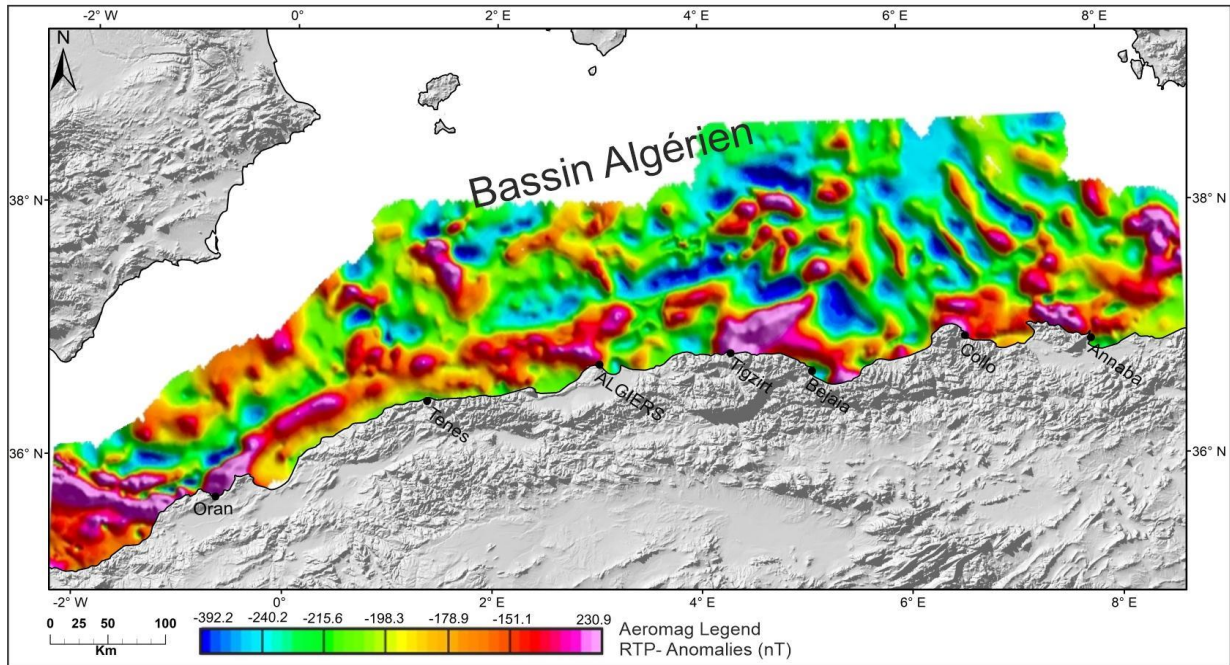 -2° W 0° 2° E 4° E 6° E 8° E
N
Bassin Algérien
38° N 38° N
Annaba
Collo
Tigzirt
Bejaia
ALGIERS
Tenes
36° N 36° N
Oran
-2° W 0° 2° E 4° E 6° E 8° E
0 25 50 100
Km
-392.2 -240.2 -215.6 -198.3 -178.9 -151.1 230.9
Aeromag Legend
RTP- Anomalies (nT)